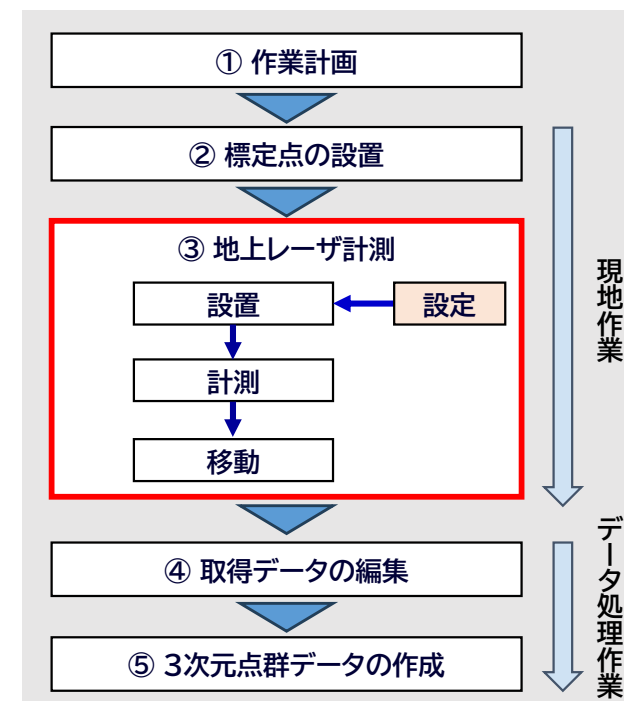 ① 作業計画
② 標定点の設置
③ 地上レーザ計測
設置
設定
計測
移動
④ 取得データの編集
⑤ 3次元点群データの作成
現地作業
データ処理作業